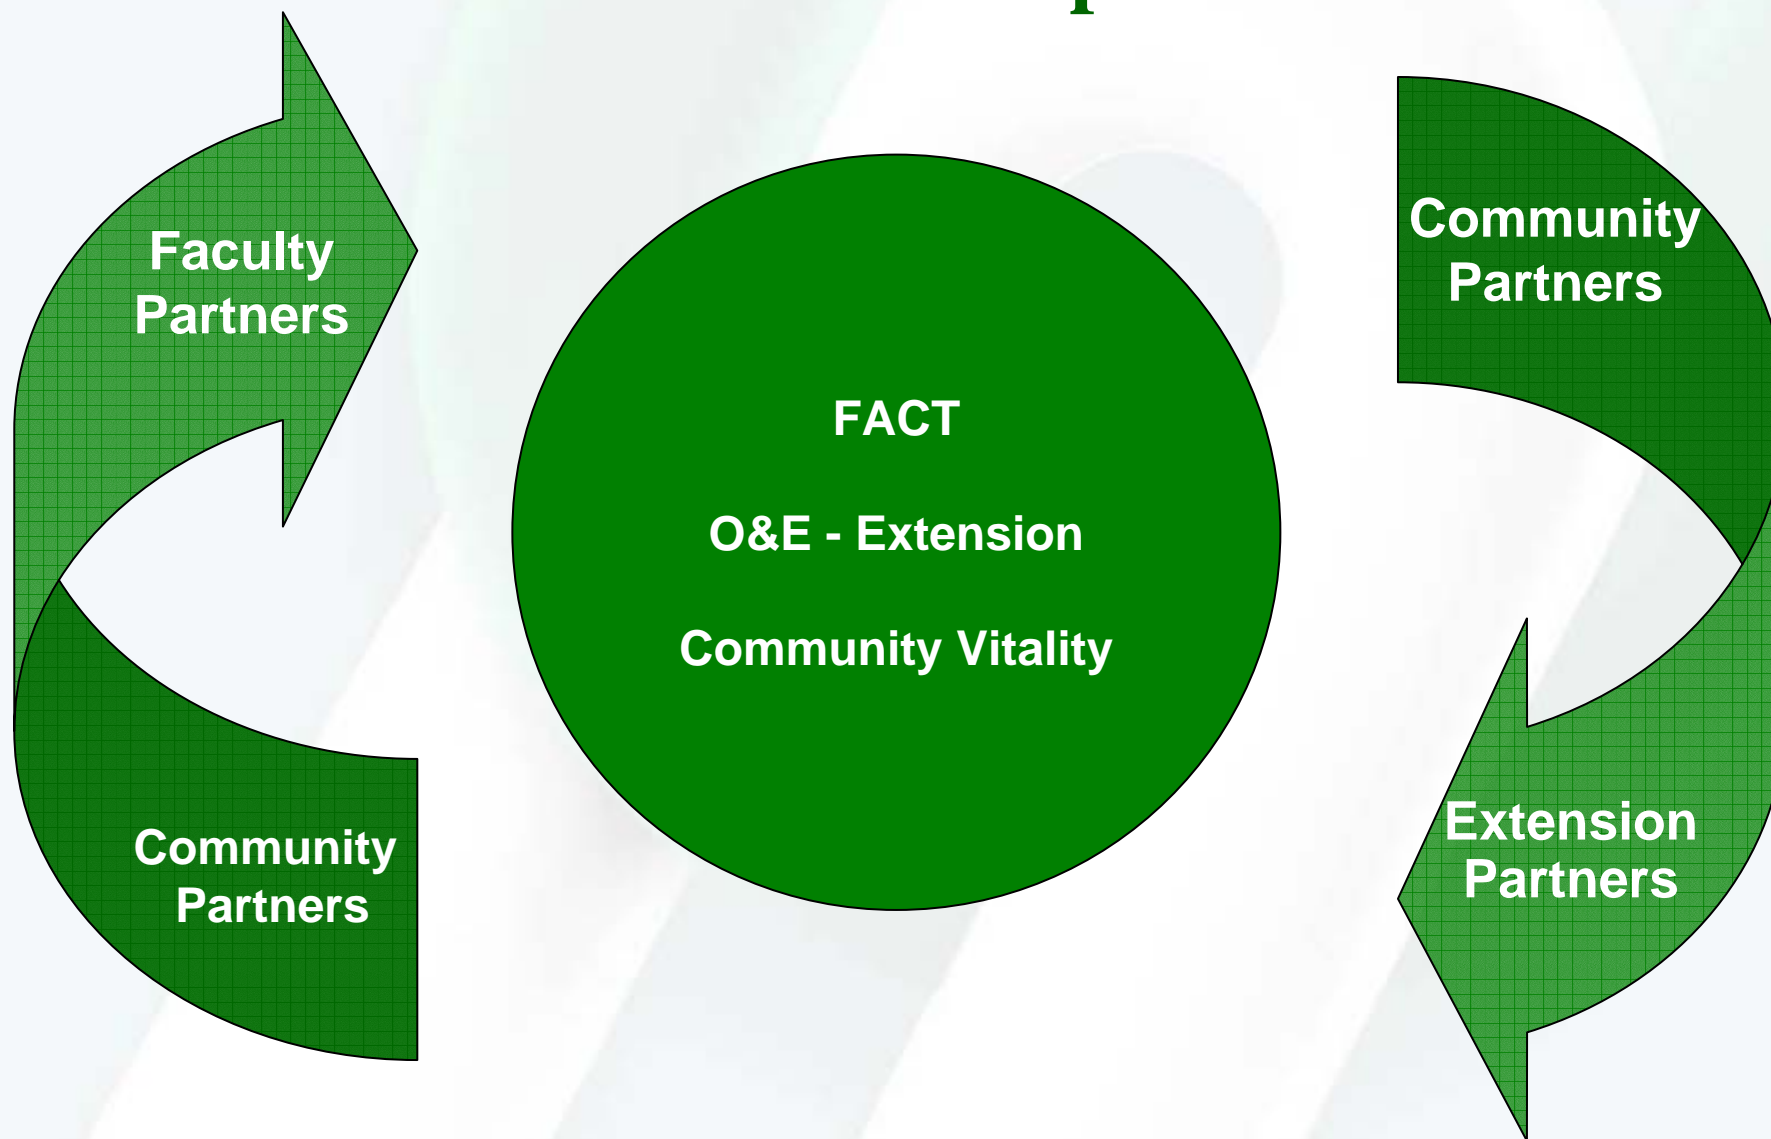 Faculty
Partners
Community
Partners
FACT
O&E - Extension
Community Vitality
Community
Partners
Extension
Partners